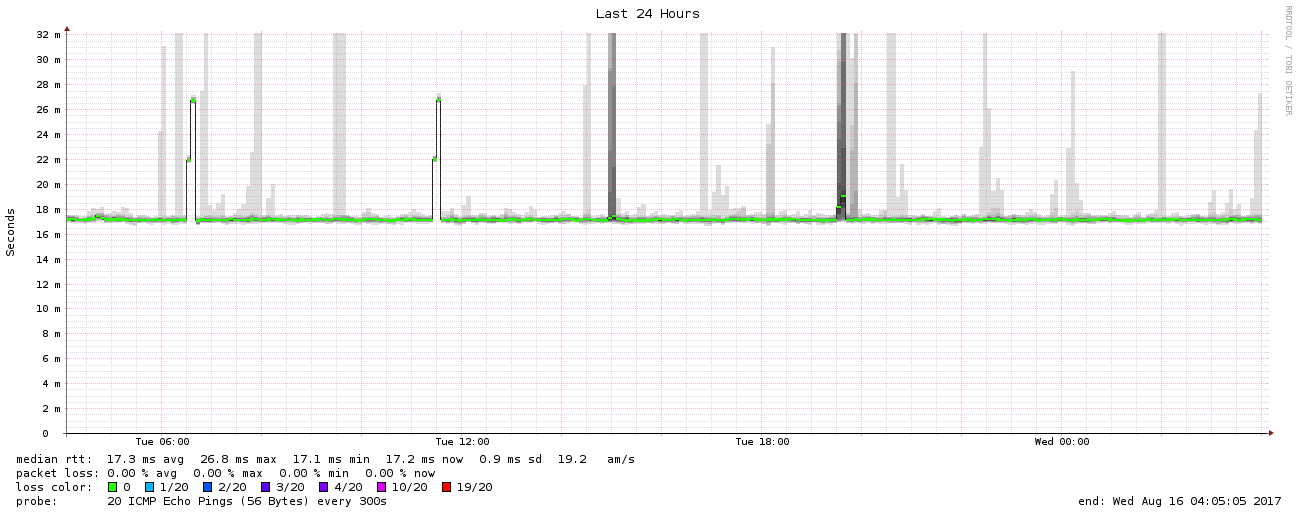 Last 24 Hours
RRDTOOL / TOBI OETIKER
Seconds
32 m
30 m
28 m
26 m
24 m
22 m
20 m
18 m
16 m
14 m
12 m
10 m
8 m
6 m
4 m
2 m
0
Tue 06:00 Tue 12:00 Tue 18:00 Wed 00:00
median rtt: 17.3 ms avg 26.8 ms max 17.1 ms min 17.2 ms now 0.9 ms sd 19.2 am/s
packet loss: 0.00 % avg 0.00 % max 0.00 % min 0.00 % now
loss color: 0 1/20 2/20 3/20 4/20 10/20 19/20
probe: 20 ICMP Echo Pings (56 Bytes) every 300s end: Wed Aug 16 04:05:05 2017